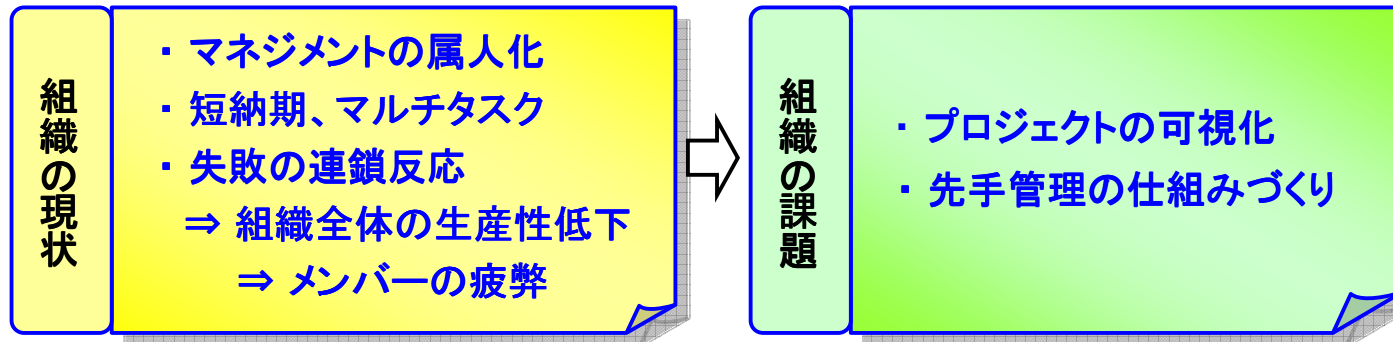 組織の現状
・ マネジメントの属人化
・ 短納期、マルチタスク
・ 失敗の連鎖反応
⇒ 組織全体の生産性低下
⇒ メンバーの疲弊
組織の課題
・ プロジェクトの可視化
・ 先手管理の仕組みづくり